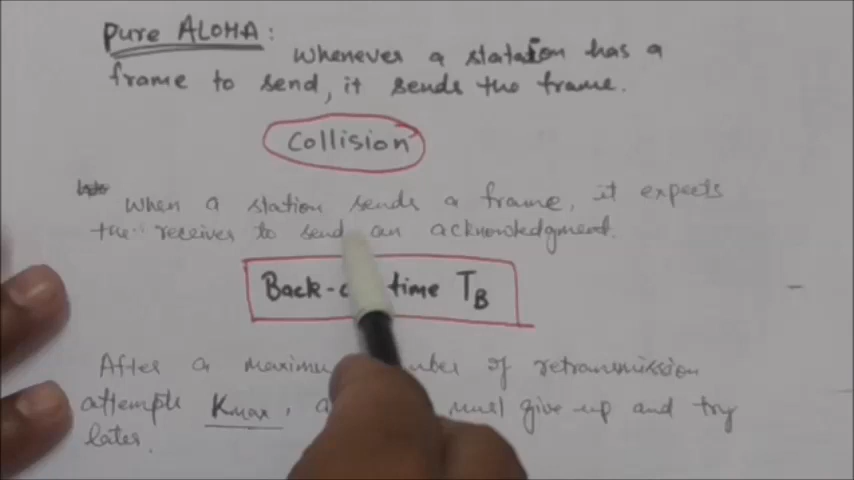 Pure ALOHA:
Whenever a station has a
frame to send, it sends the frame.
Collision
When a station sends a frame, it expects
the receiver to send an acknowledgment.
Back- time TB
After a of retransmission
attempts Kmax, must give up and try
later.